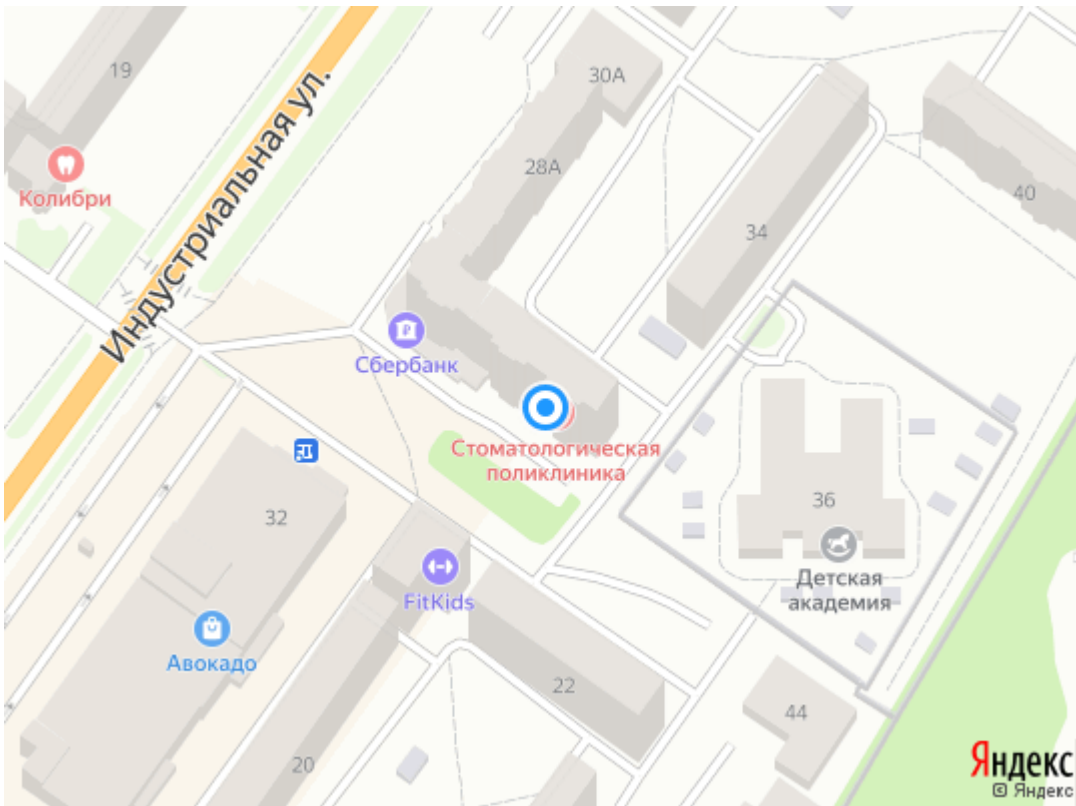 19
30А
Индустриальная ул.
Колибри
28А
40
34
Сбербанк
Стоматологическая
поликлиника
36
32
Детская
академия
FitKids
Авокадо
22
44
20
Яндекс
© Яндекс